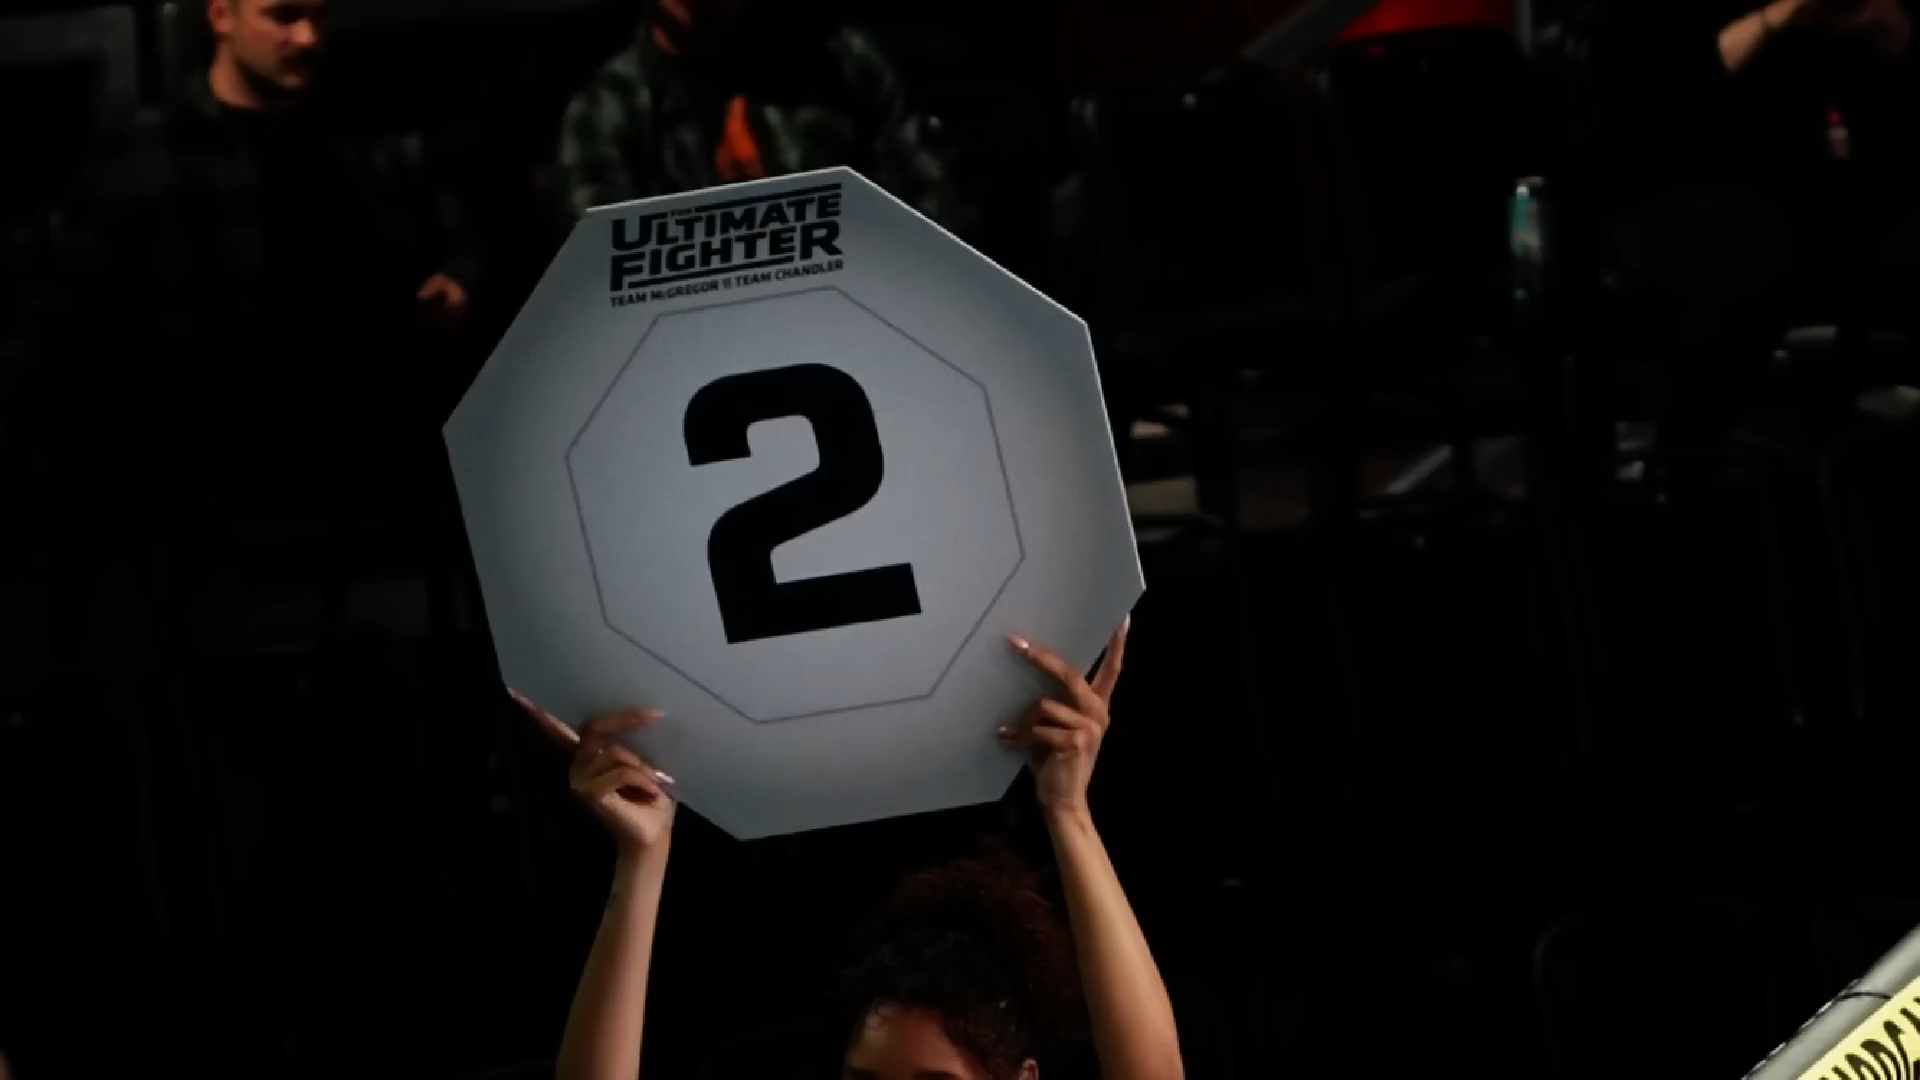 THE
ULTIMATE
FIGHTER
TEAM McGREGOR VS TEAM CHANDLER
2